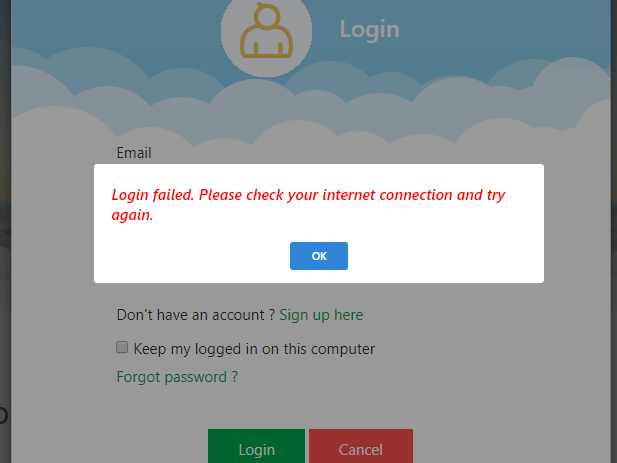 Login
Email
Login failed. Please check your internet connection and try
again.
OK
Don't have an account ? Sign up here
Keep my logged in on this computer
Forgot password ?
Login
Cancel